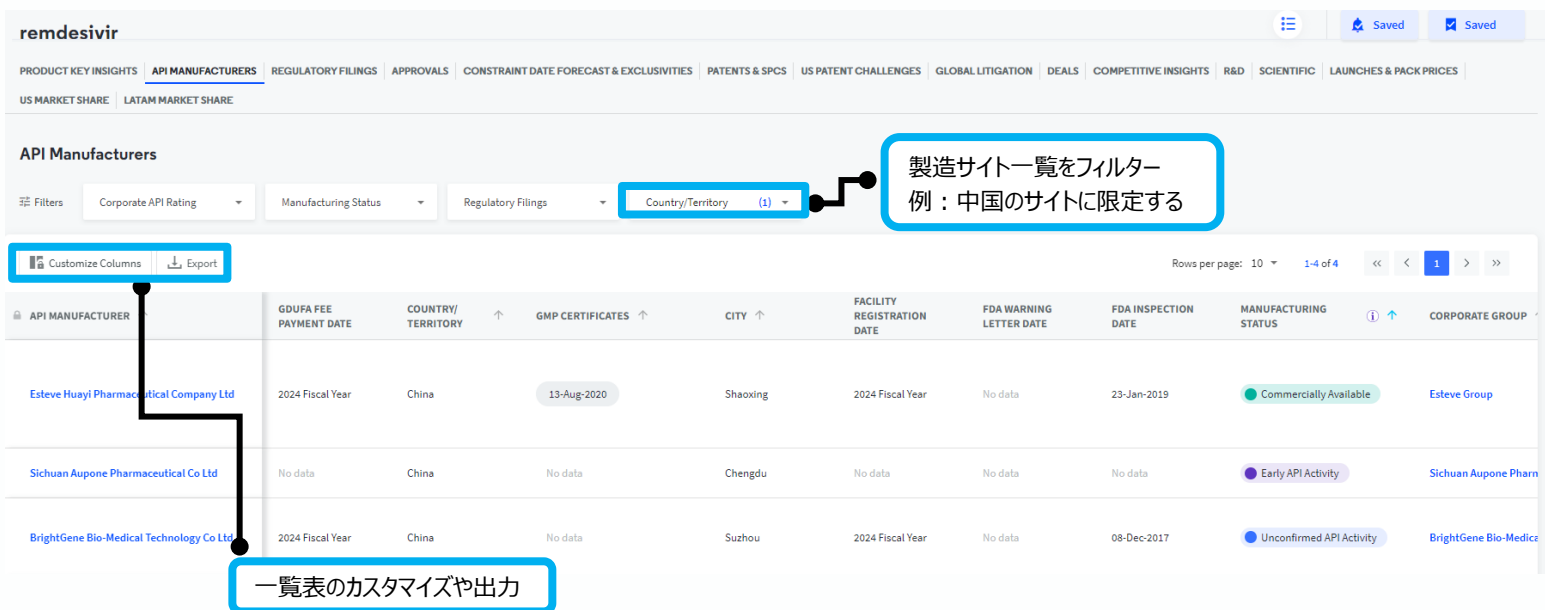 remdesivir
Saved
Saved
PRODUCT KEY INSIGHTS
API MANUFACTURERS
REGULATORY FILINGS
APPROVALS
CONSTRAINT DATE FORECAST & EXCLUSIVITIES
PATENTS & SPCS
US PATENT CHALLENGES
GLOBAL LITIGATION
DEALS
COMPETITIVE INSIGHTS
R&D
SCIENTIFIC
LAUNCHES & PACK PRICES
US MARKET SHARE
LATAM MARKET SHARE
API Manufacturers
製造サイト一覧をフィルター
例：中国のサイトに限定する
Filters
Corporate API Rating
Manufacturing Status
Regulatory Filings
Country/Territory (1)
Customize Columns
Export
Rows per page: 10
1-4 of 4
1
API MANUFACTURER
GDUFA FEE
PAYMENT DATE
COUNTRY/
TERRITORY
GMP CERTIFICATES
CITY
FACILITY
REGISTRATION
DATE
FDA WARNING
LETTER DATE
FDA INSPECTION
DATE
MANUFACTURING
STATUS
CORPORATE GROUP
Esteve Huayi Pharmaceutical Company Ltd
2024 Fiscal Year
China
13-Aug-2020
Shaoxing
2024 Fiscal Year
No data
23-Jan-2019
Commercially Available
Esteve Group
Sichuan Aupone Pharmaceutical Co Ltd
No data
China
No data
Chengdu
No data
No data
No data
Early API Activity
Sichuan Aupone Pharn
BrightGene Bio-Medical Technology Co Ltd
2024 Fiscal Year
China
No data
Suzhou
2024 Fiscal Year
No data
08-Dec-2017
Unconfirmed API Activity
BrightGene Bio-Medica
一覧表のカスタマイズや出力